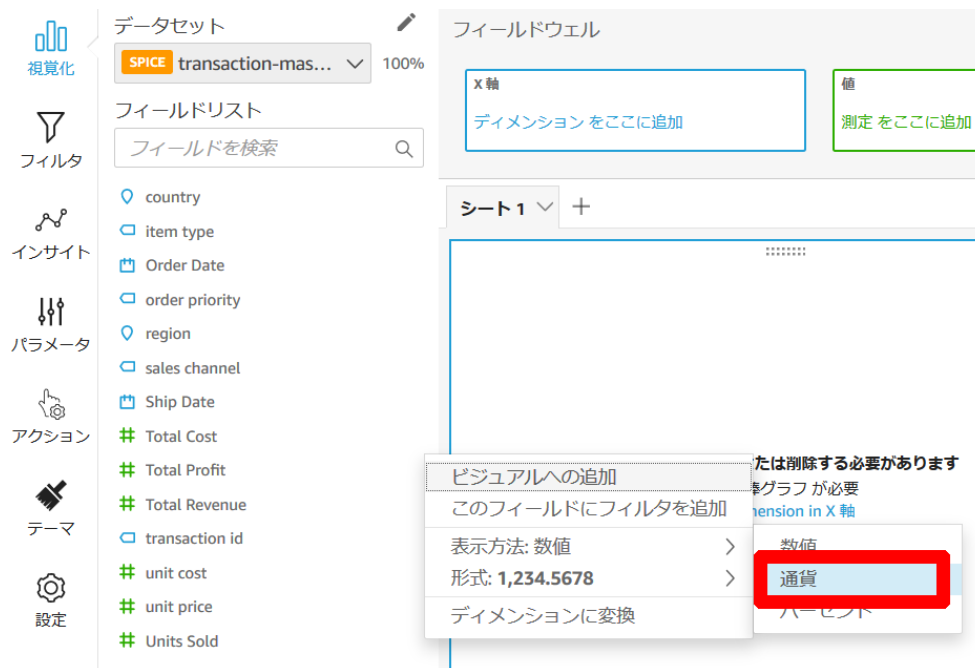 視覚化
フィルタ
インサイト
パラメータ
アクション
テーマ
設定
データセット
SPICE transaction-mas... 100%
フィールドリスト
フィールドを検索
country
item type
Order Date
order priority
region
sales channel
Ship Date
Total Cost
Total Profit
Total Revenue
transaction id
unit cost
unit price
Units Sold
フィールドウェル
X 軸
ディメンション をここに追加
値
測定 をここに追加
シート 1
たは削除する必要があります
棒グラフ が必要
ension in X 軸
ビジュアルへの追加
このフィールドにフィルタを追加
表示方法: 数値
形式: 1,234.5678
ディメンションに変換
数値
通貨
パーセント